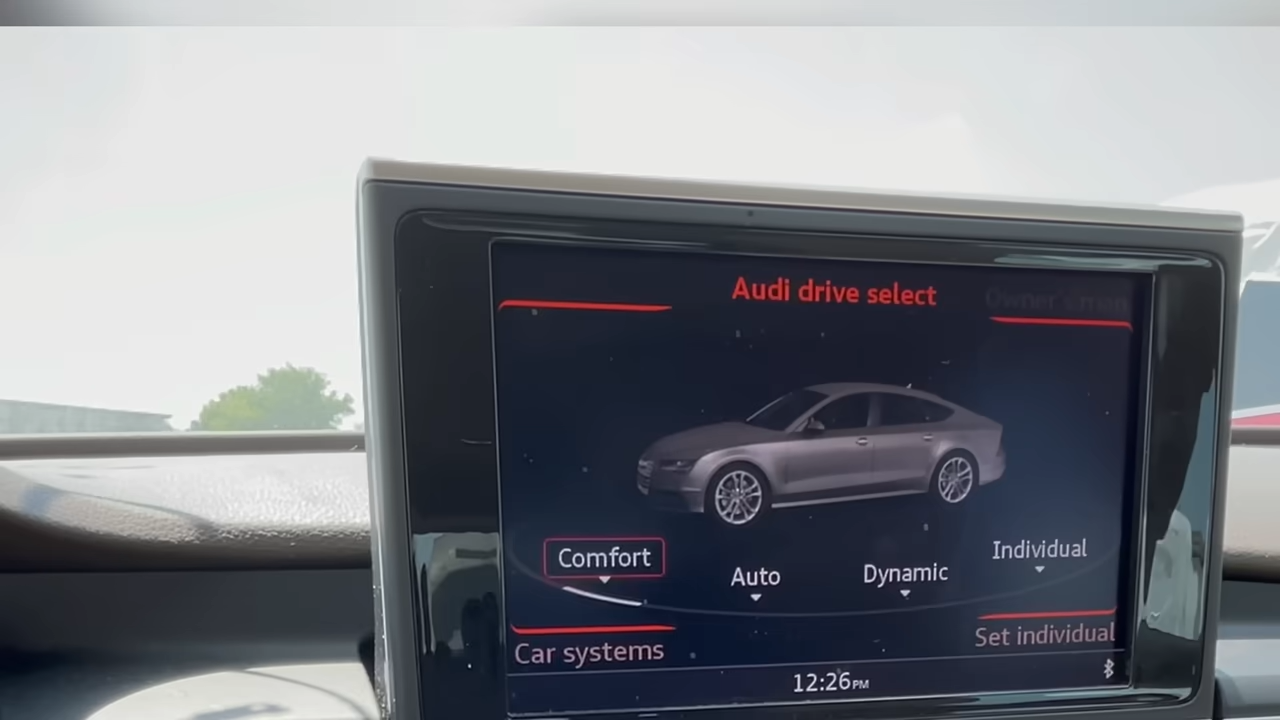 Audi drive select
Comfort
Auto
Dynamic
Individual
Car systems
Set individual
12:26PM